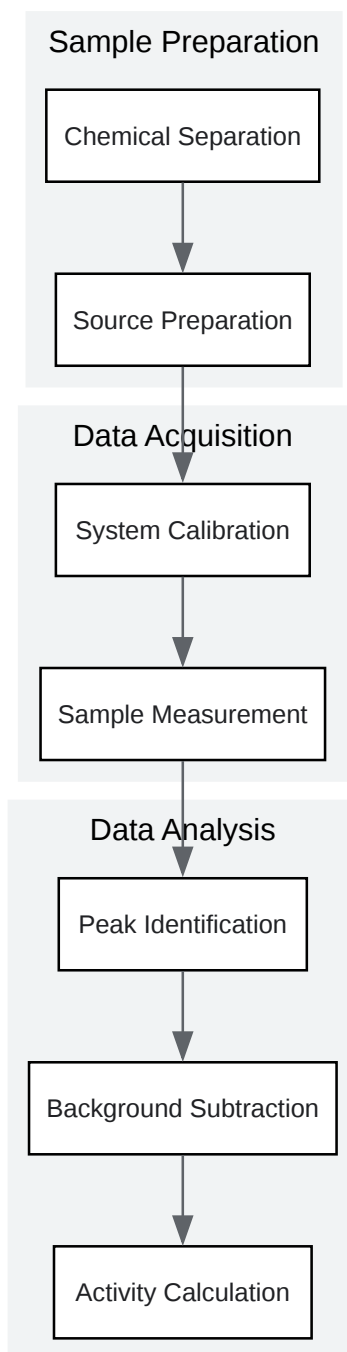 Sample Preparation
Chemical Separation
Source Preparation
Data Acquisition
System Calibration
Sample Measurement
Data Analysis
Peak Identification
Background Subtraction
Activity Calculation